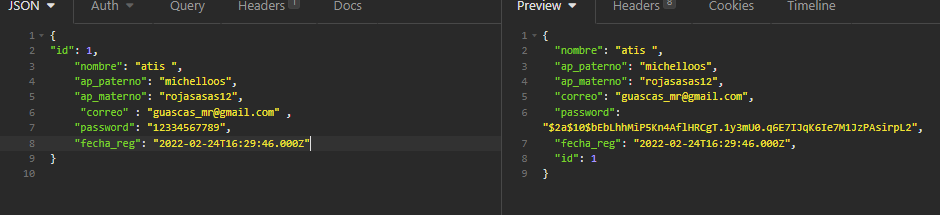 JSON Auth Query Headers 1 Docs
1 {
2 "id": 1,
3 "nombre": "atis ",
4 "ap_paterno": "michelloos",
5 "ap_materno": "rojasasas12",
6 "correo" : "guascas_mr@gmail.com" ,
7 "password": "12334567789",
8 "fecha_reg": "2022-02-24T16:29:46.000Z"
9 }
10
Preview Headers 8 Cookies Timeline
1 {
2 "nombre": "atis ",
3 "ap_paterno": "michelloos",
4 "ap_materno": "rojasasas12",
5 "correo": "guascas_mr@gmail.com",
6 "password":
"$2a$10$bEbLhhMiP5Kn4AflHRCgT.1y3mU0.q6E7IJqK6Ie7M1JzPAsirpL2",
7 "fecha_reg": "2022-02-24T16:29:46.000Z",
8 "id": 1
9 }